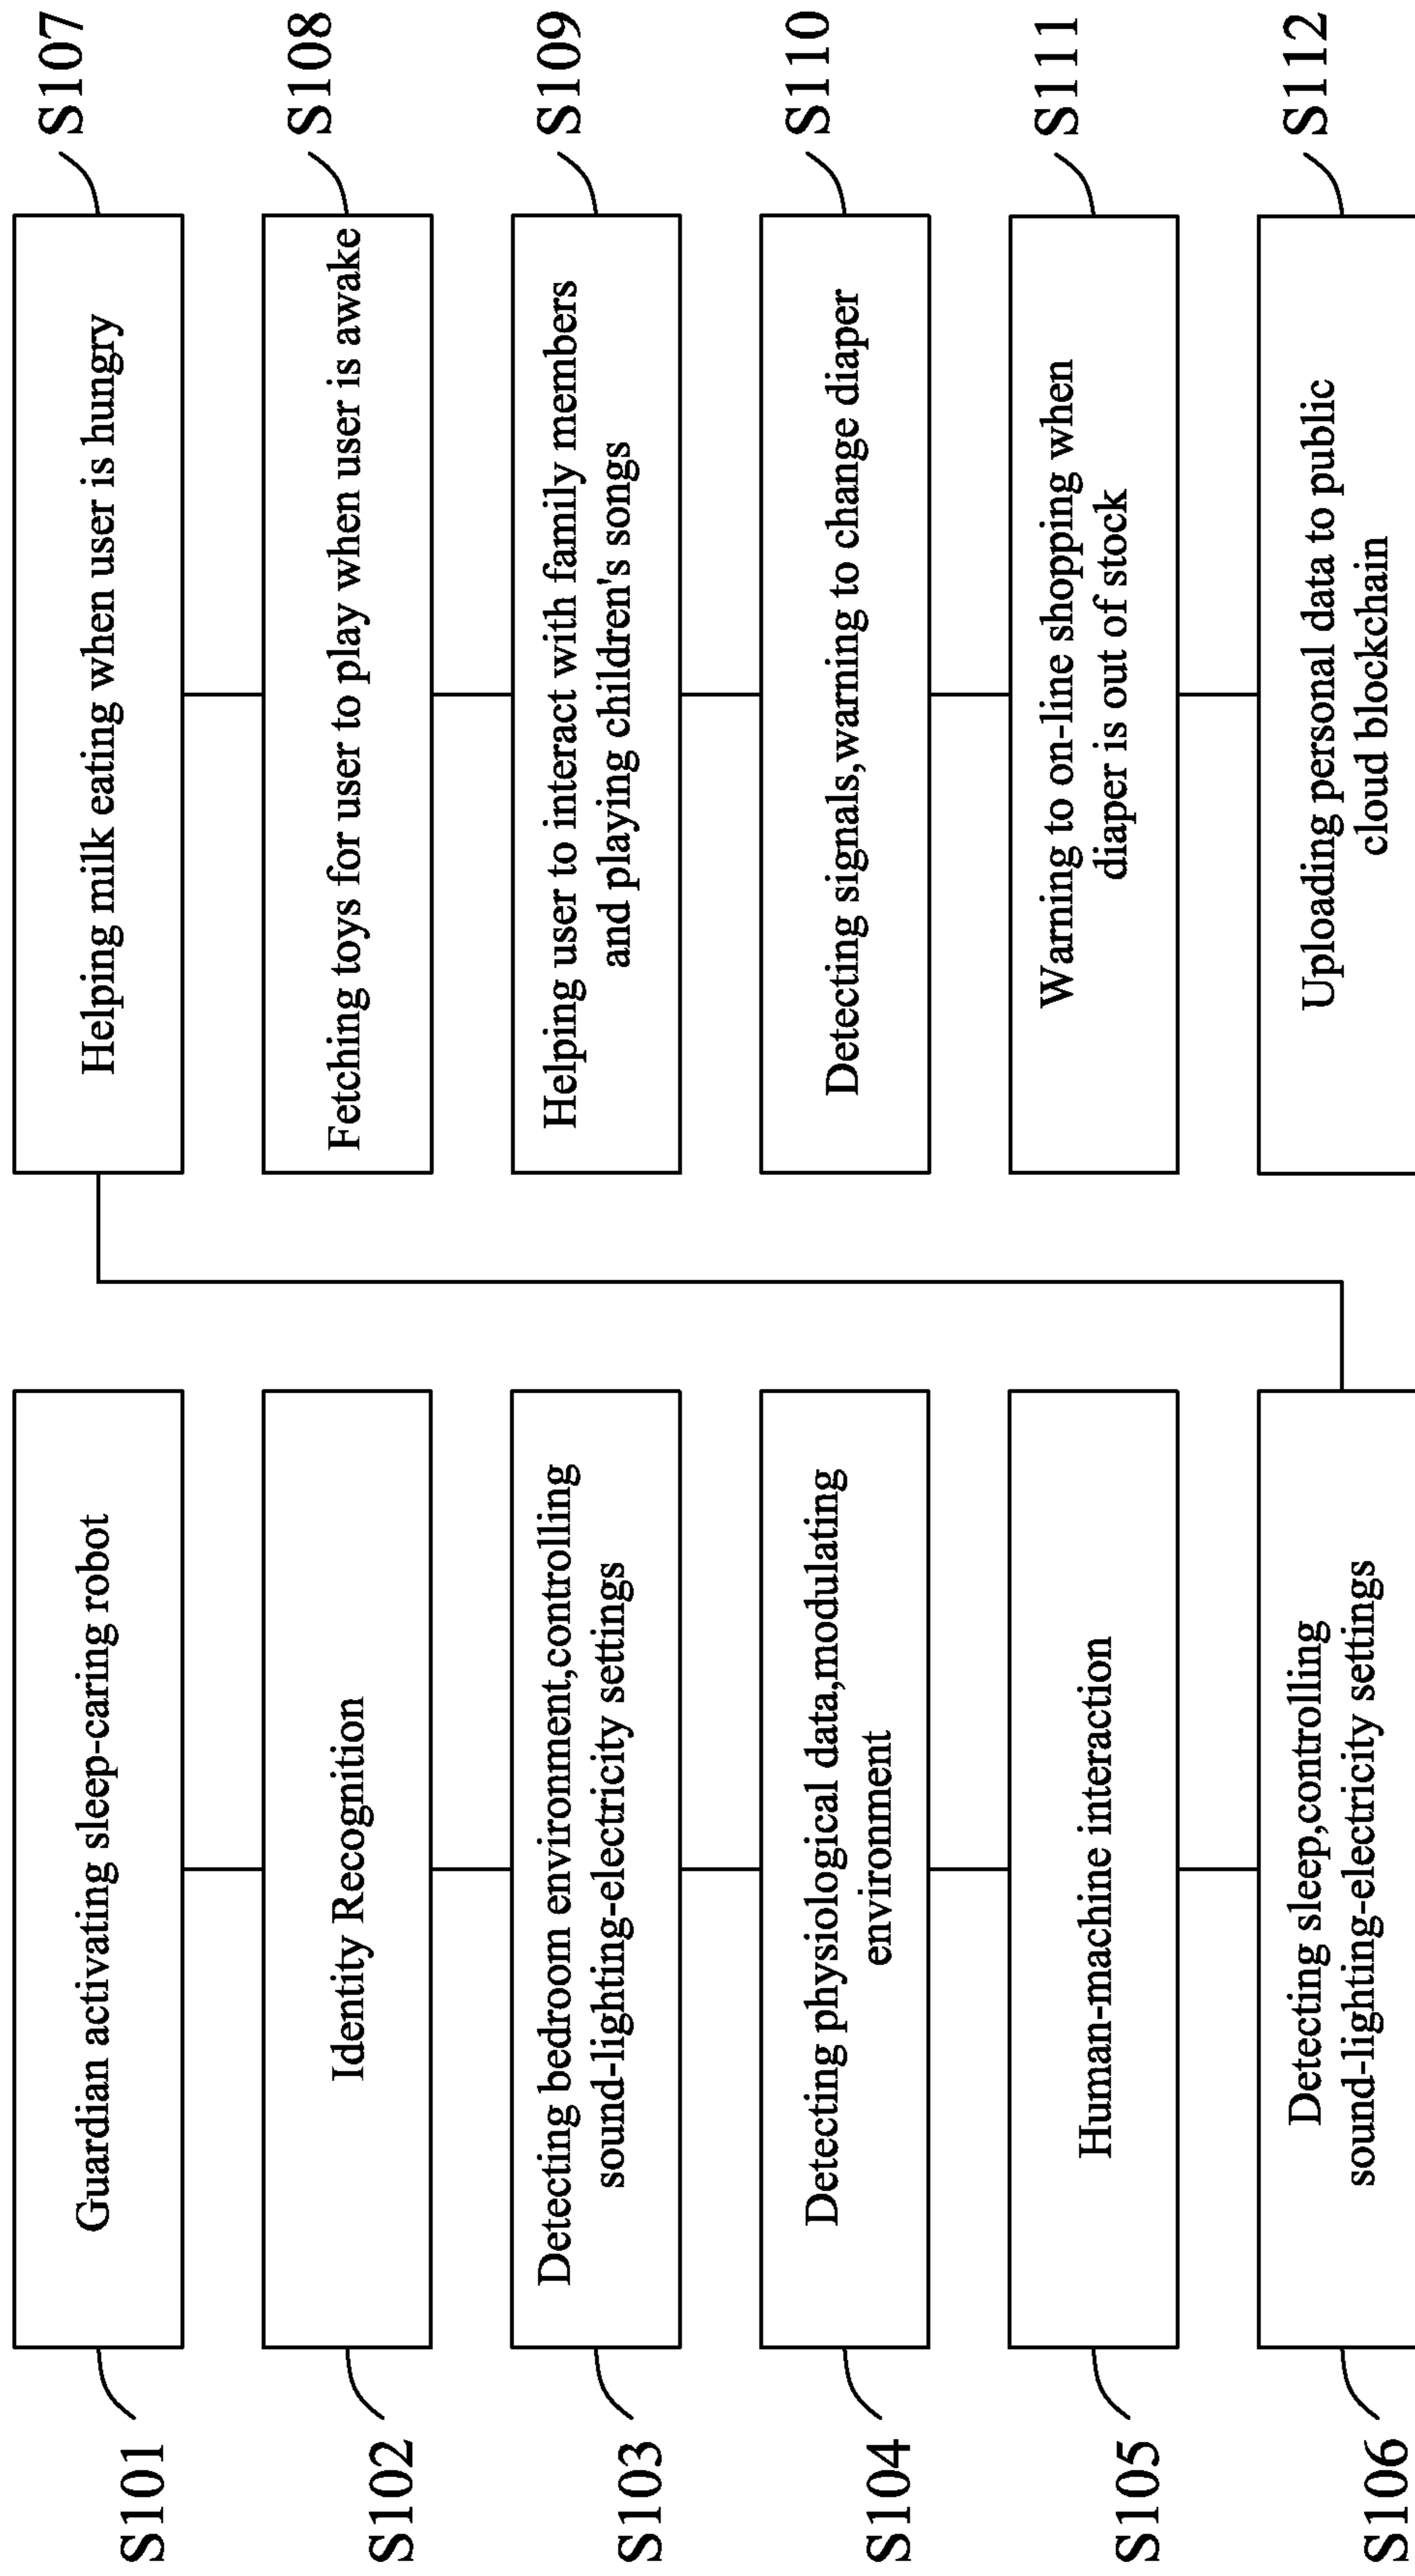 S101
Guardian activating sleep-caring robot
S102
Identity Recognition
S103
Detecting bedroom environment,controlling
sound-lighting-electricity settings
S104
Detecting physiological data,modulating
environment
S105
Human-machine interaction
S106
Detecting sleep,controlling
sound-lighting-electricity settings
S107
Helping milk eating when user is hungry
S108
Fetching toys for user to play when user is awake
S109
Helping user to interact with family members
and playing children's songs
S110
Detecting signals,warning to change diaper
S111
Warning to on-line shopping when
diaper is out of stock
S112
Uploading personal data to public
cloud blockchain